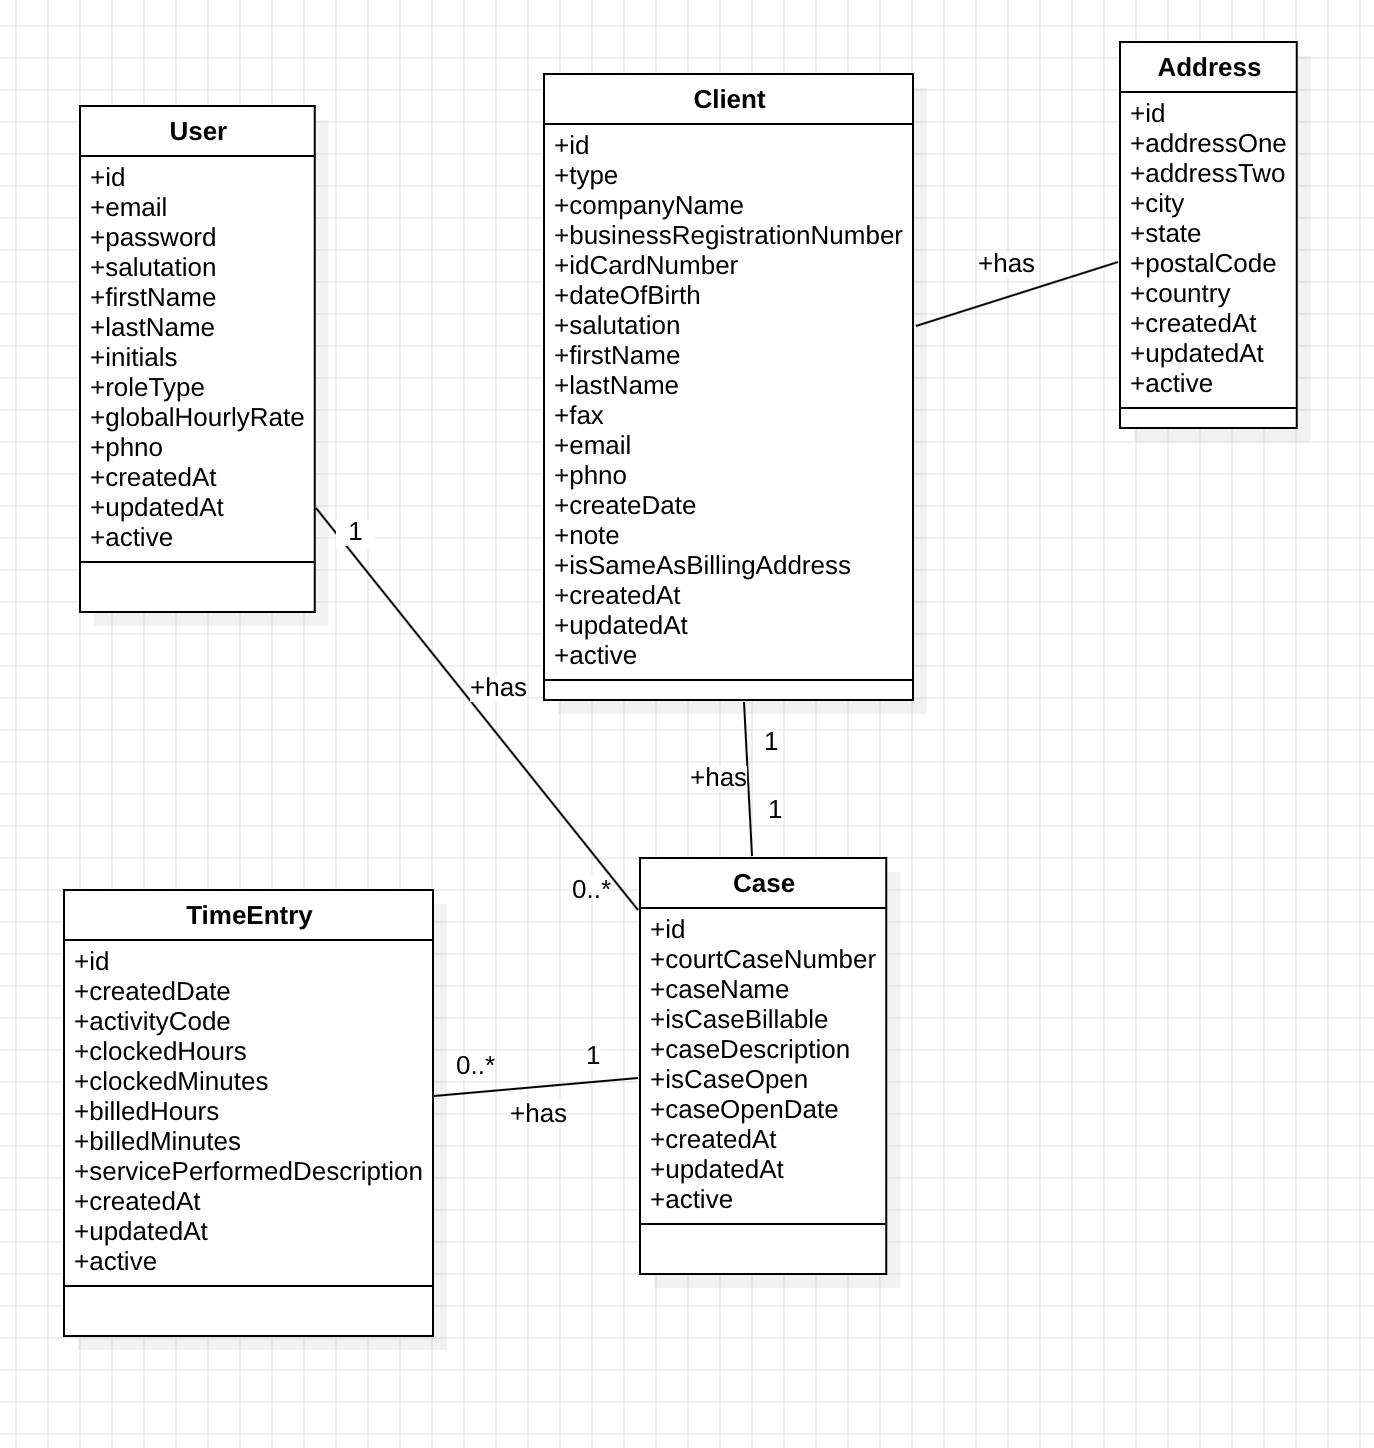 User
+id
+email
+password
+salutation
+firstName
+lastName
+initials
+roleType
+globalHourlyRate
+phno
+createdAt
+updatedAt
+active
Client
+id
+type
+companyName
+businessRegistrationNumber
+idCardNumber
+dateOfBirth
+salutation
+firstName
+lastName
+fax
+email
+phno
+createDate
+note
+isSameAsBillingAddress
+createdAt
+updatedAt
+active
Address
+id
+addressOne
+addressTwo
+city
+state
+postalCode
+country
+createdAt
+updatedAt
+active
+has
1
+has
0..*
1
+has
1
TimeEntry
+id
+createdDate
+activityCode
+clockedHours
+clockedMinutes
+billedHours
+billedMinutes
+servicePerformedDescription
+createdAt
+updatedAt
+active
0..*
1
+has
Case
+id
+courtCaseNumber
+caseName
+isCaseBillable
+caseDescription
+isCaseOpen
+caseOpenDate
+createdAt
+updatedAt
+active